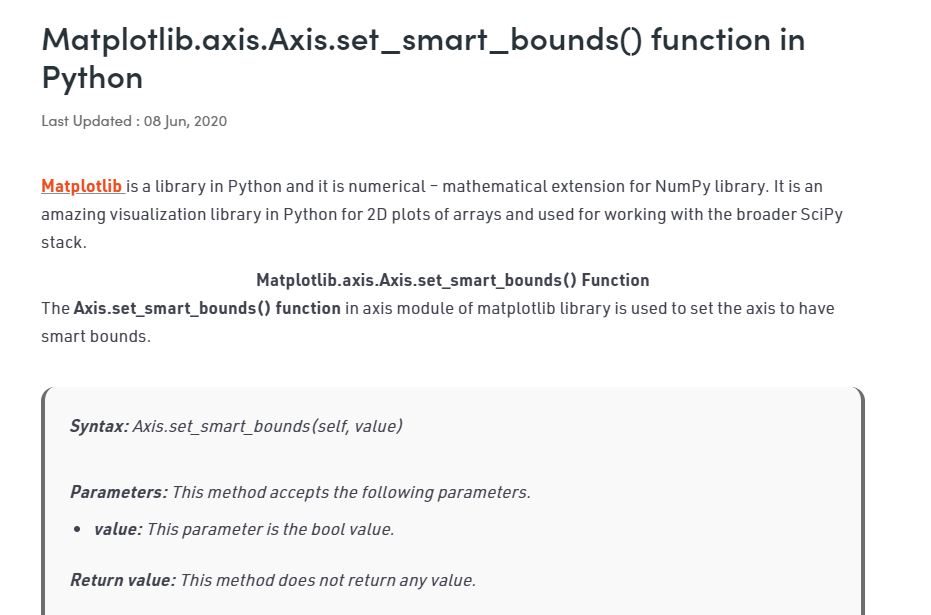 Matplotlib.axis.Axis.set_smart_bounds() function in
Python
Last Updated : 08 Jun, 2020
Matplotlib is a library in Python and it is numerical – mathematical extension for NumPy library. It is an
amazing visualization library in Python for 2D plots of arrays and used for working with the broader SciPy
stack.
Matplotlib.axis.Axis.set_smart_bounds() Function
The Axis.set_smart_bounds() function in axis module of matplotlib library is used to set the axis to have
smart bounds.
Syntax: Axis.set_smart_bounds(self, value)
Parameters: This method accepts the following parameters.
• value: This parameter is the bool value.
Return value: This method does not return any value.